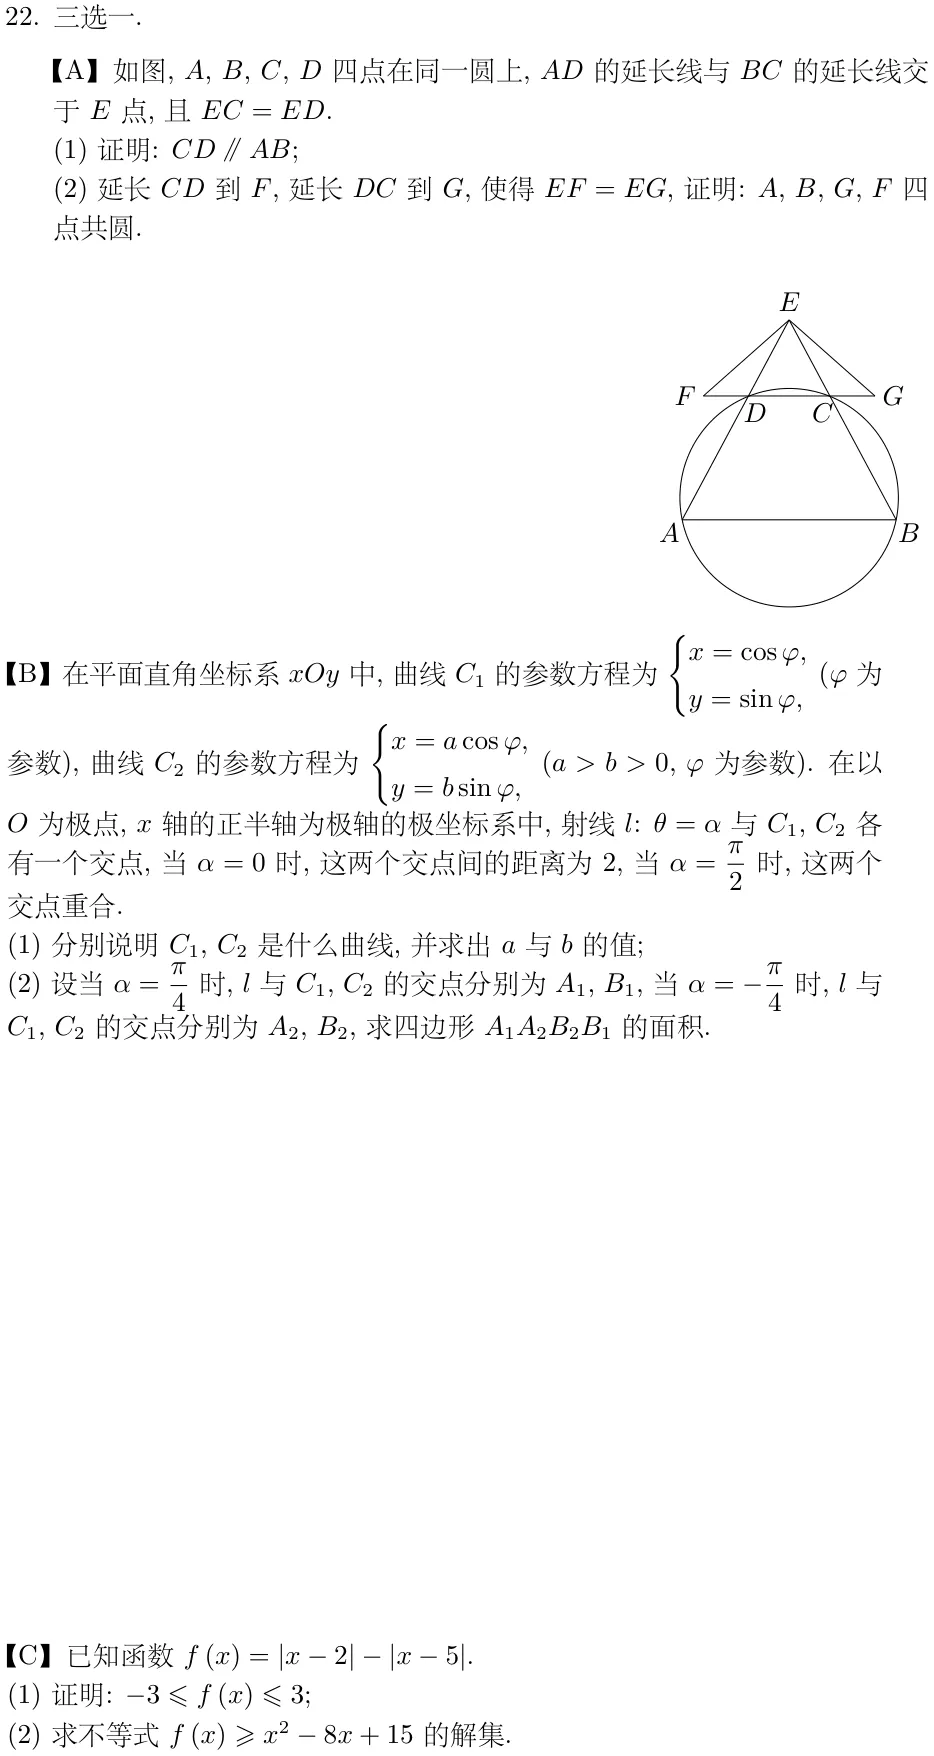 22. 三选一.
【A】如图, A, B, C, D 四点在同一圆上, AD 的延长线与 BC 的延长线交
于 E 点, 且 EC = ED.
(1) 证明: CD ∥ AB;
(2) 延长 CD 到 F, 延长 DC 到 G, 使得 EF = EG, 证明: A, B, G, F 四
点共圆.
E
F
D
C
G
A
B
【B】在平面直角坐标系 xOy 中, 曲线 C₁ 的参数方程为 { x = cos φ, y = sin φ, (φ 为
参数), 曲线 C₂ 的参数方程为 { x = a cos φ, y = b sin φ, (a > b > 0, φ 为参数). 在以
O 为极点, x 轴的正半轴为极轴的极坐标系中, 射线 l: θ = α 与 C₁, C₂ 各
有一个交点, 当 α = 0 时, 这两个交点间的距离为 2, 当 α = π/2 时, 这两个
交点重合.
(1) 分别说明 C₁, C₂ 是什么曲线, 并求出 a 与 b 的值;
(2) 设当 α = π/4 时, l 与 C₁, C₂ 的交点分别为 A₁, B₁, 当 α = −π/4 时, l 与
C₁, C₂ 的交点分别为 A₂, B₂, 求四边形 A₁A₂B₂B₁ 的面积.
【C】已知函数 f (x) = |x − 2| − |x − 5|.
(1) 证明: −3 ⩽ f (x) ⩽ 3;
(2) 求不等式 f (x) ⩾ x² − 8x + 15 的解集.